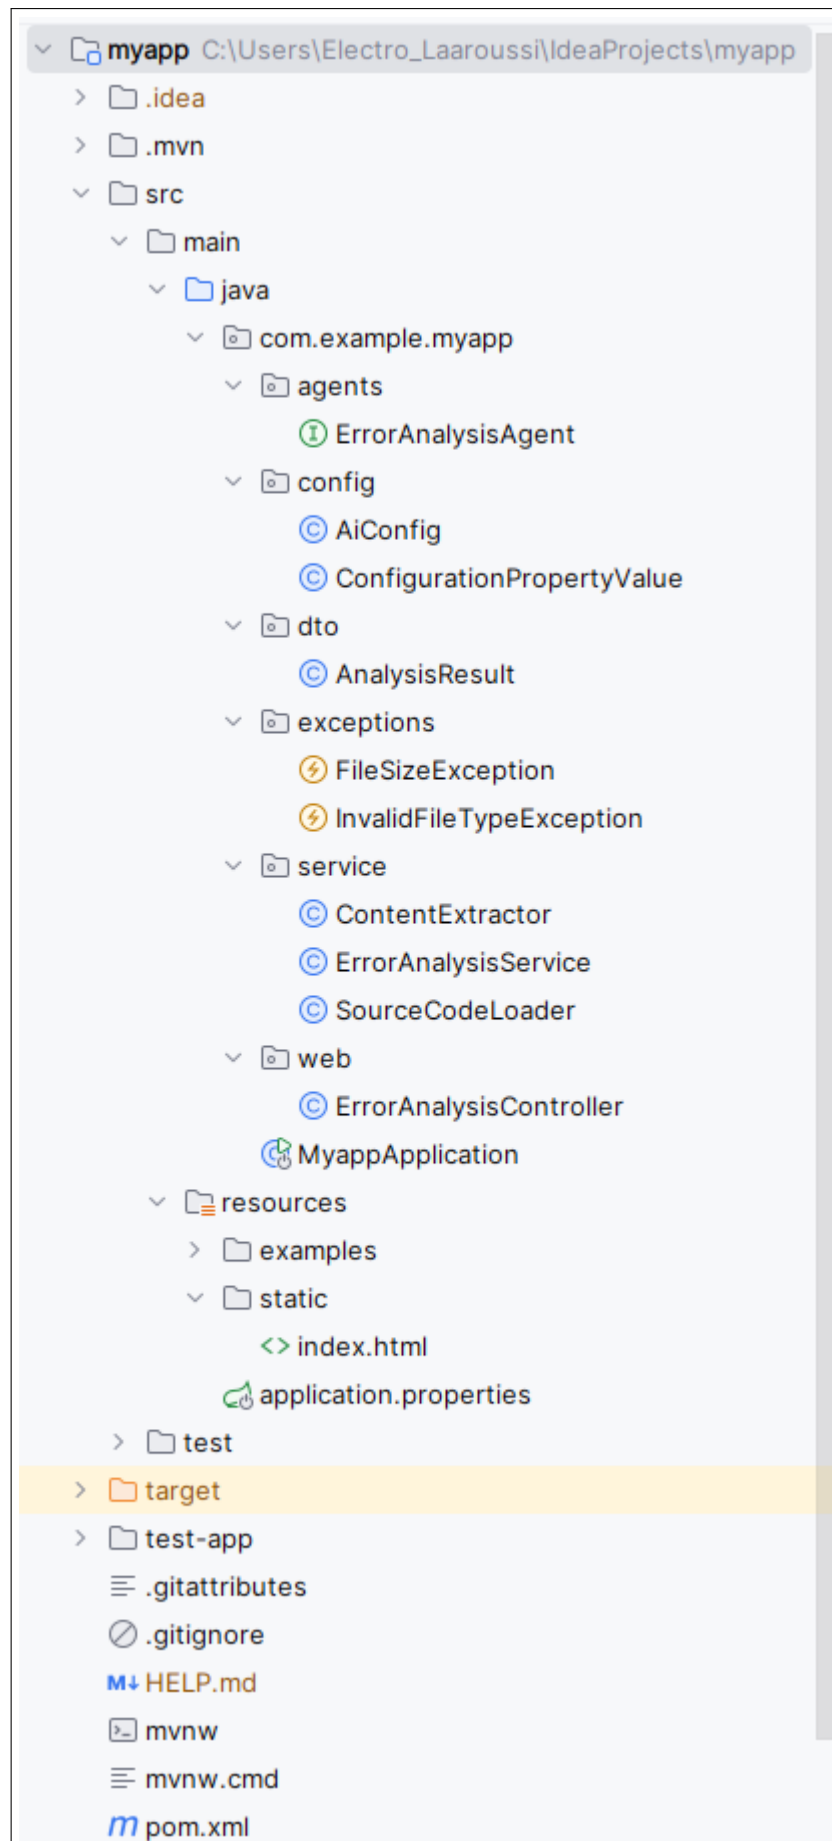 myapp C:\Users\Electro_Laaroussi\IdeaProjects\myapp
.idea
.mvn
src
main
java
com.example.myapp
agents
ErrorAnalysisAgent
config
AiConfig
ConfigurationPropertyValue
dto
AnalysisResult
exceptions
FileSizeException
InvalidFileTypeException
service
ContentExtractor
ErrorAnalysisService
SourceCodeLoader
web
ErrorAnalysisController
MyappApplication
resources
examples
static
index.html
application.properties
test
target
test-app
.gitattributes
.gitignore
HELP.md
mvnw
mvnw.cmd
pom.xml